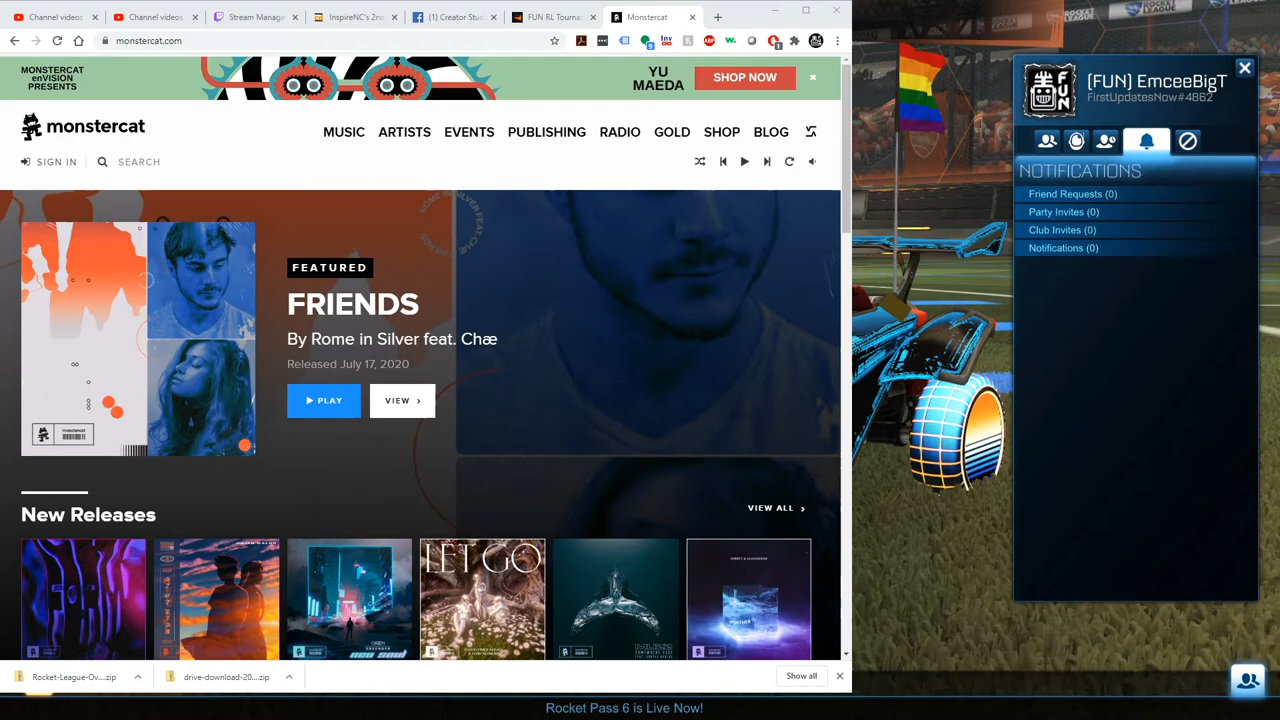 Channel videos
Channel videos
Stream Manage
InspireNC's 2nd
(1) Creator Stud
FUN RL Tournam
Monstercat
monstercat.com
MONSTERCAT
enVISION
PRESENTS
YU
MAEDA
SHOP NOW
monstercat
MUSIC ARTISTS EVENTS PUBLISHING RADIO GOLD SHOP BLOG
SIGN IN SEARCH
FEATURED
FRIENDS
By Rome in Silver feat. Chæ
Released July 17, 2020
PLAY VIEW
New Releases
VIEW ALL
LET GO
Rocket-League-Ov....zip
drive-download-20....zip
Show all
[FUN] EmceeBigT
FirstUpdatesNow#4862
FUN
NOTIFICATIONS
Friend Requests (0)
Party Invites (0)
Club Invites (0)
Notifications (0)
Rocket Pass 6 is Live Now!